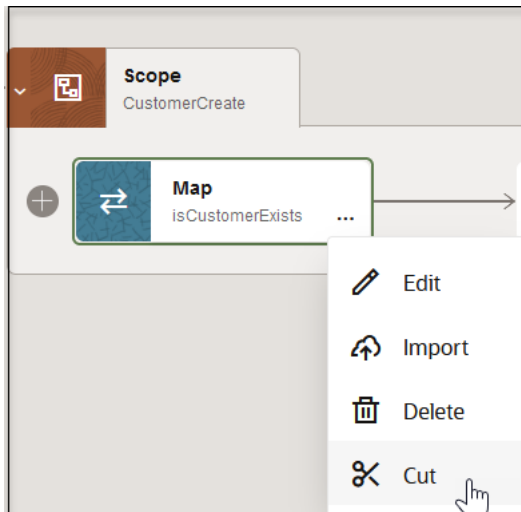 Scope
CustomerCreate
Map
isCustomerExists
...
Edit
Import
Delete
Cut